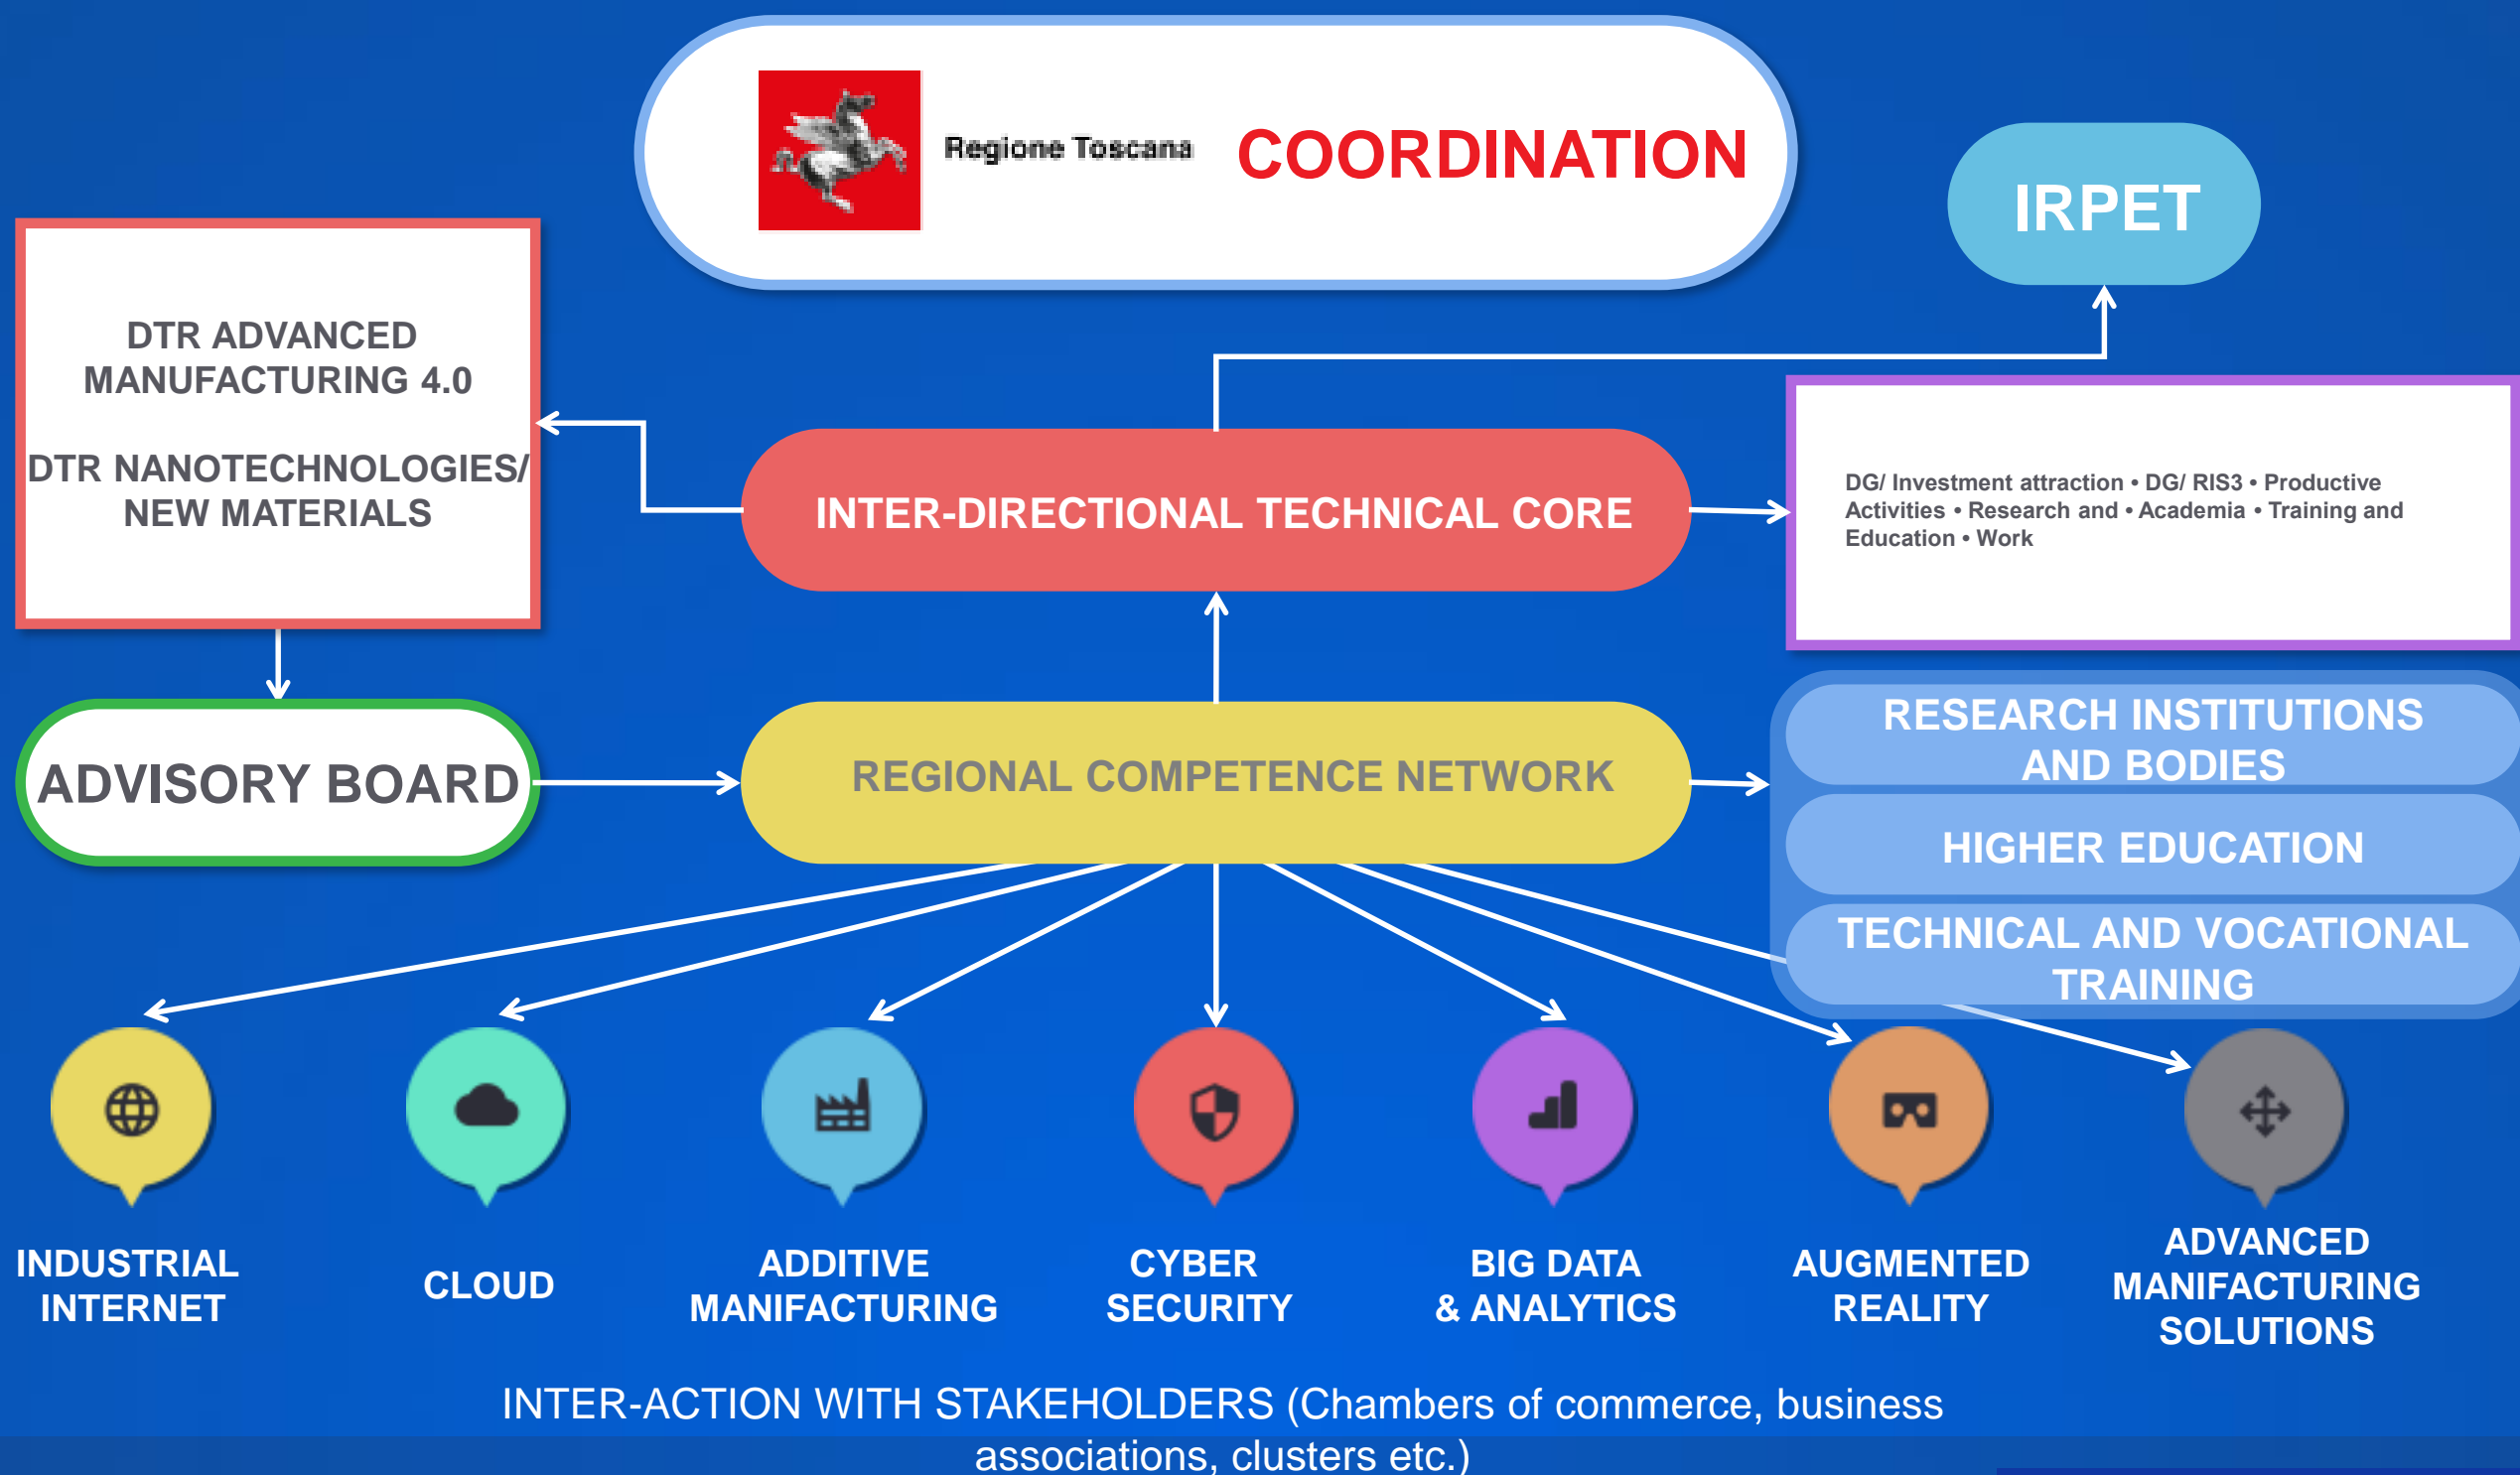 Regione Toscana COORDINATION
IRPET
DTR ADVANCED
MANUFACTURING 4.0
DTR NANOTECHNOLOGIES/
NEW MATERIALS
INTER-DIRECTIONAL TECHNICAL CORE
DG/ Investment attraction • DG/ RIS3 • Productive
Activities • Research and • Academia • Training and
Education • Work
ADVISORY BOARD
REGIONAL COMPETENCE NETWORK
RESEARCH INSTITUTIONS
AND BODIES
HIGHER EDUCATION
TECHNICAL AND VOCATIONAL
TRAINING
INDUSTRIAL
INTERNET
CLOUD
ADDITIVE
MANIFACTURING
CYBER
SECURITY
BIG DATA
& ANALYTICS
AUGMENTED
REALITY
ADVANCED
MANIFACTURING
SOLUTIONS
INTER-ACTION WITH STAKEHOLDERS (Chambers of commerce, business
associations, clusters etc.)